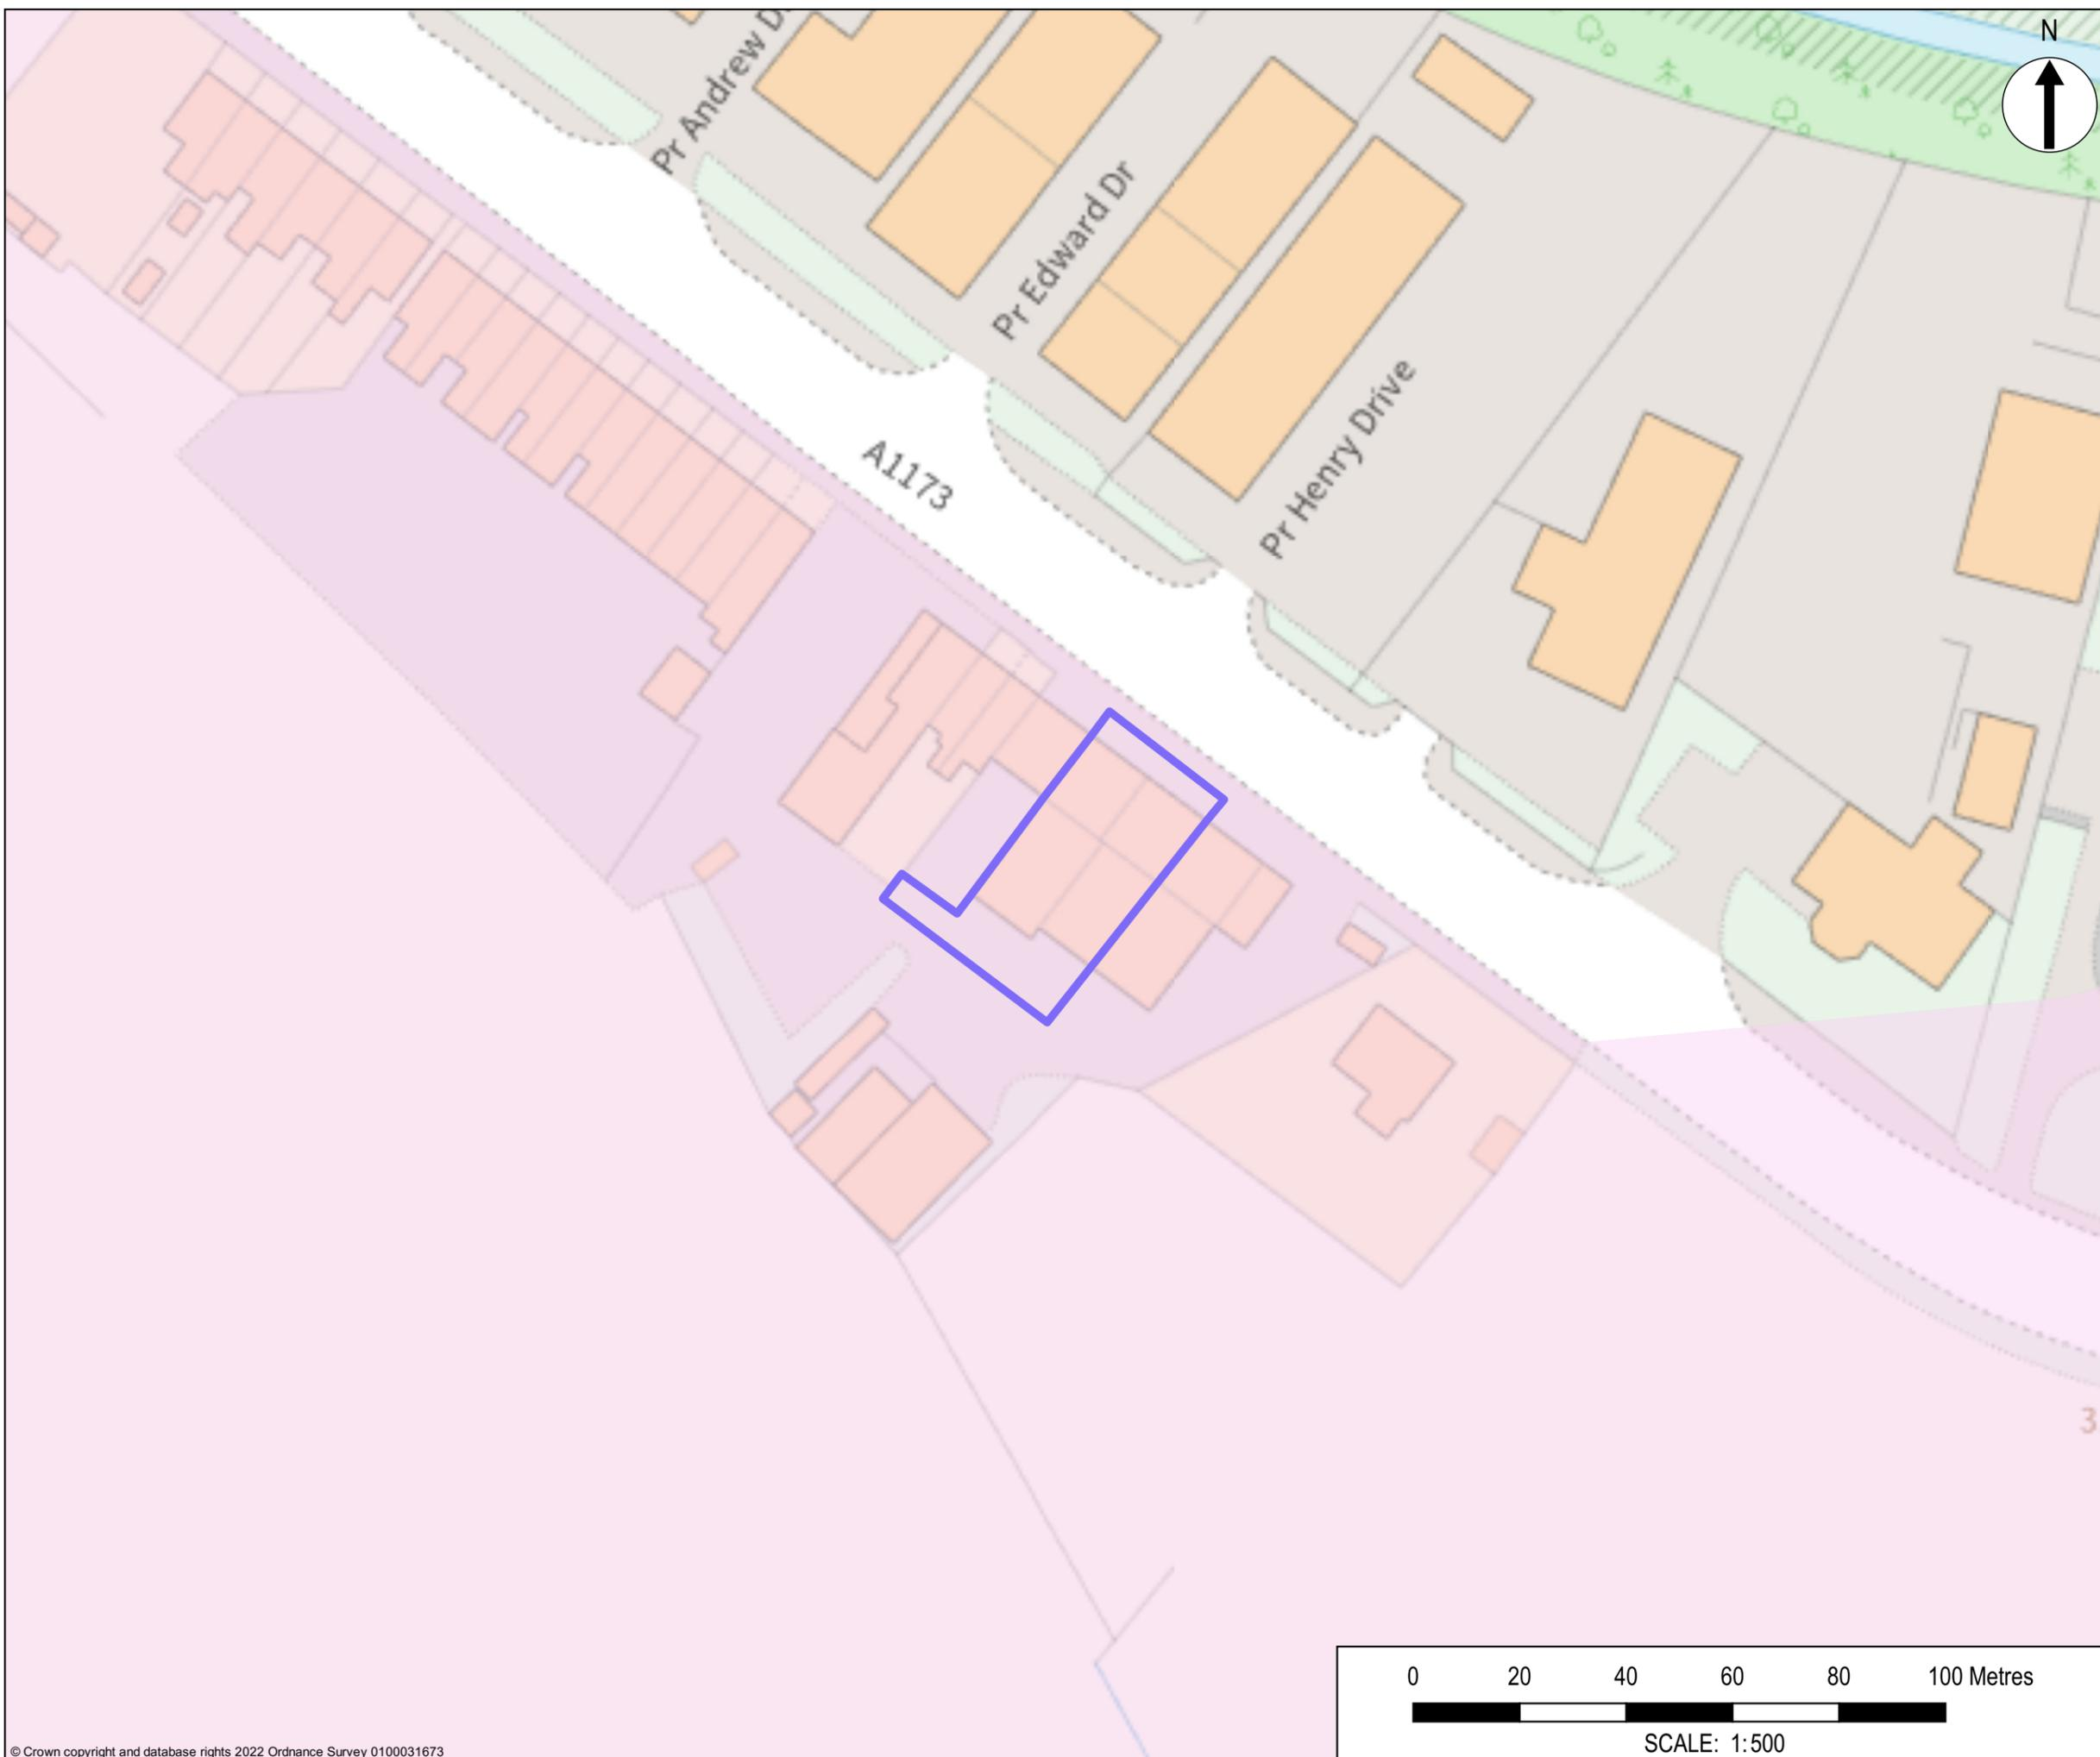 N
Pr Andrew
Pr Edward Dr
Pr Henry Drive
A1173
3
0 20 40 60 80 100 Metres
SCALE: 1:500
© Crown copyright and database rights 2022 Ordnance Survey 0100031673